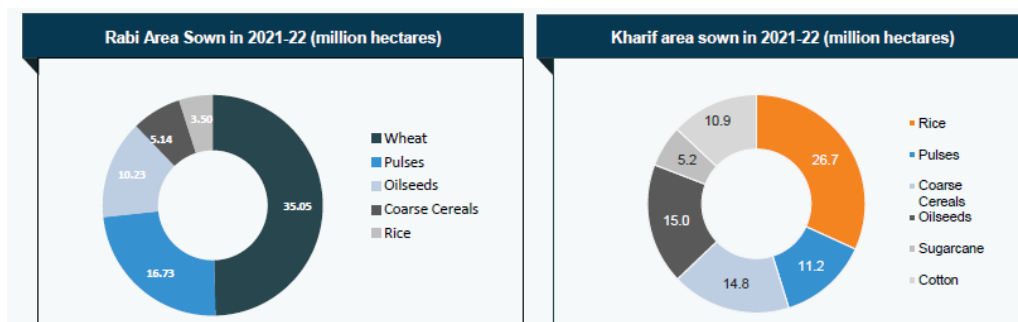 Rabi Area Sown in 2021-22 (million hectares)
3.50
5.14
10.23
35.05
16.73
Wheat
Pulses
Oilseeds
Coarse Cereals
Rice
Kharif area sown in 2021-22 (million hectares)
10.9
26.7
5.2
15.0
11.2
14.8
Rice
Pulses
Coarse
Cereals
Oilseeds
Sugarcane
Cotton